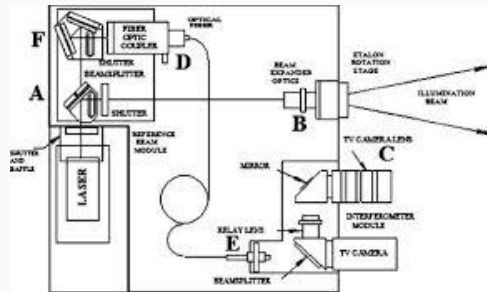 F
FIBER
OPTIC
COUPLER
OPTICAL
FIBER
D
SHUTTER
BEAMSPLITTER
A
SHUTTER
BEAM
EXPANDER
OPTICS
B
ETALON
ROTATION
STAGE
ILLUMINATION
BEAM
SHUTTER
AND
BAFFLE
REFERENCE
BEAM
MODULE
LASER
TV CAMERA LENS
C
MIRROR
RELAY LENS
INTERFEROMETER
MODULE
E
BEAMSPLITTER
TV CAMERA